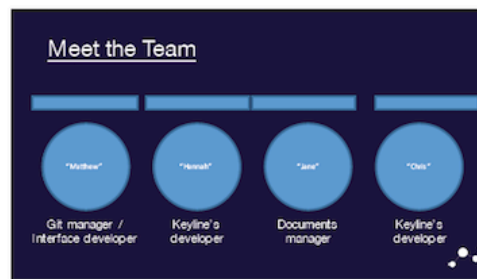 Meet the Team
"Matthew" "Hannah" "Jane" "Chris"
Git manager / Keyline's Documents Keyline's
Interface developer developer manager developer